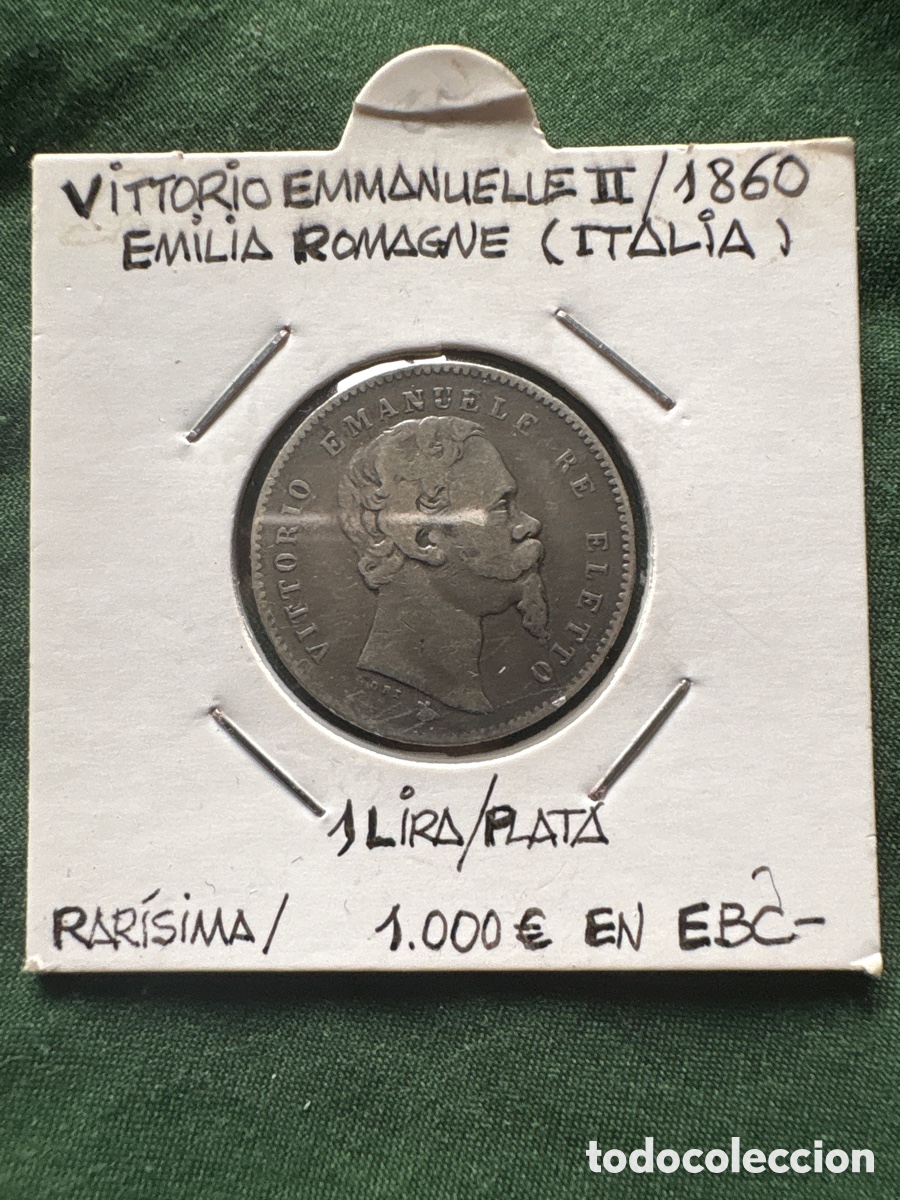 VITTORIO EMMANUELLE II / 1860
EMILIA ROMAGNE (ITALIA)
VITTORIO EMANUELE RE ELETTO
1 LIRA/PLATA
RARÍSIMA/ 1.000 € EN EBC-
todocoleccion